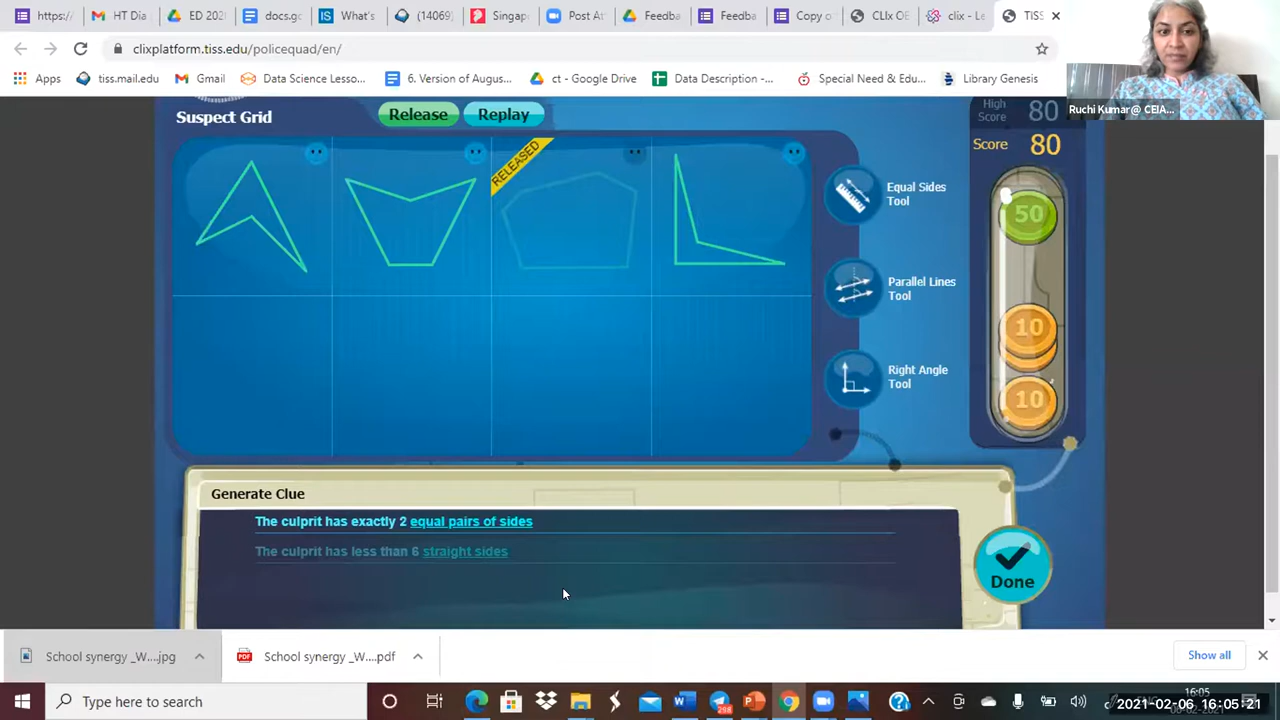 https:/
HT Dia
ED 202
docs.gc
What's
(14069
Singap
Post At
Feedba
Feedba
Copy o
CLIx OE
clix - Le
TISS
clixplatform.tiss.edu/policequad/en/
Apps
tiss.mail.edu
Gmail
Data Science Lesso...
6. Version of Augus...
ct - Google Drive
Data Description -...
Special Need & Edu...
Library Genesis
Ruchi Kumar@ CEIA...
Suspect Grid
Release
Replay
High Score
80
Score 80
RELEASED
Equal Sides
Tool
50
Parallel Lines
Tool
10
Right Angle
Tool
10
Generate Clue
The culprit has exactly 2 equal pairs of sides
The culprit has less than 6 straight sides
Done
School synergy _W....jpg
School synergy _W....pdf
Show all
Type here to search
298
16:05
2021-02-06 16:05:21